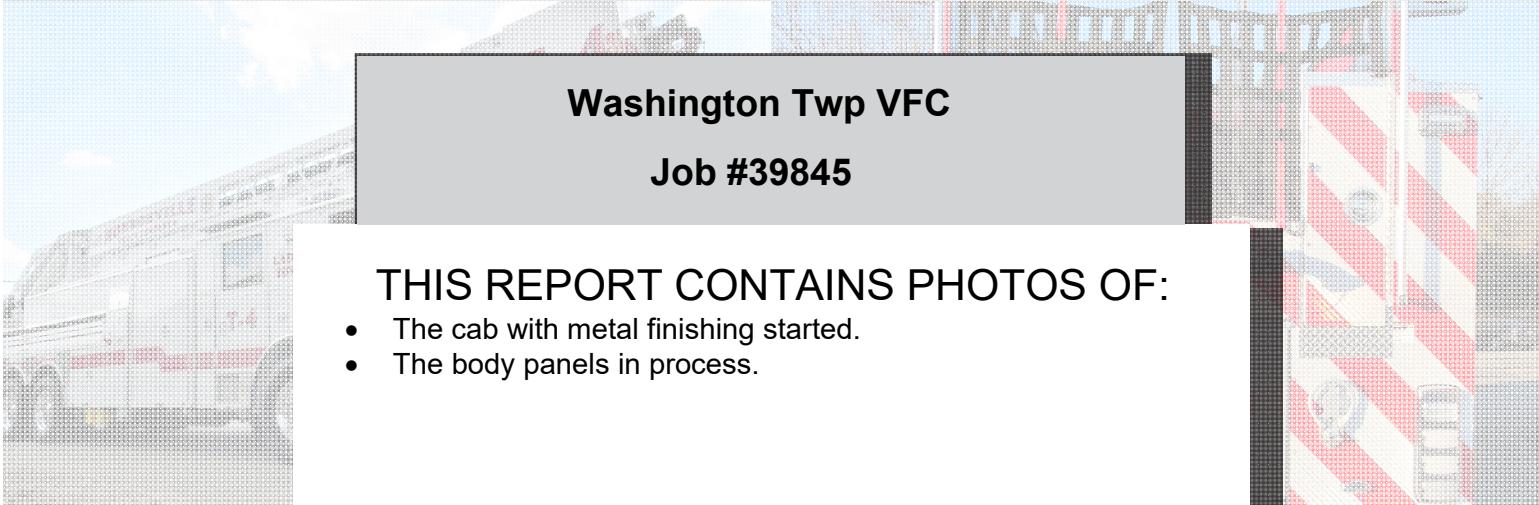 Washington Twp VFC
Job #39845
THIS REPORT CONTAINS PHOTOS OF:
• The cab with metal finishing started.
• The body panels in process.
T-4